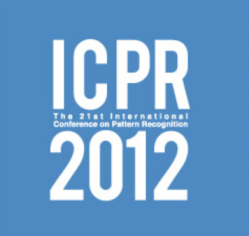 ICPR
The 21st International
Conference on Pattern Recognition
2012